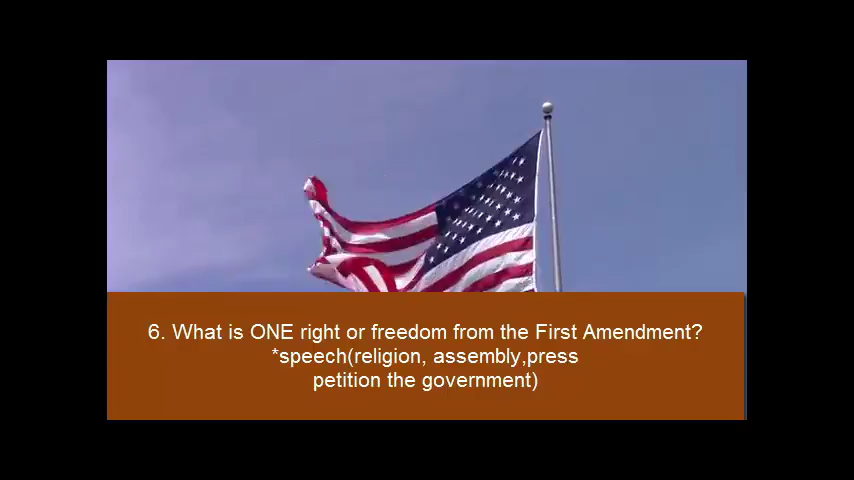 6. What is ONE right or freedom from the First Amendment?
*speech(religion, assembly,press
petition the government)